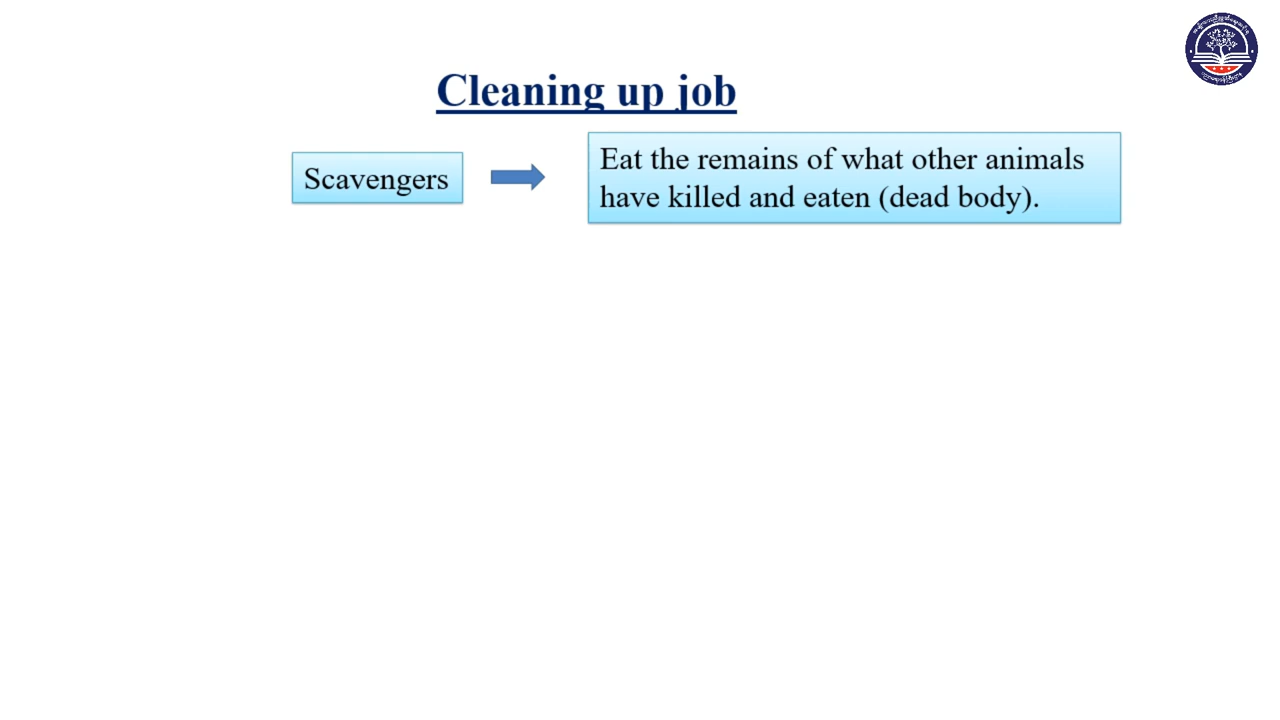 Cleaning up job
Scavengers
Eat the remains of what other animals
have killed and eaten (dead body).